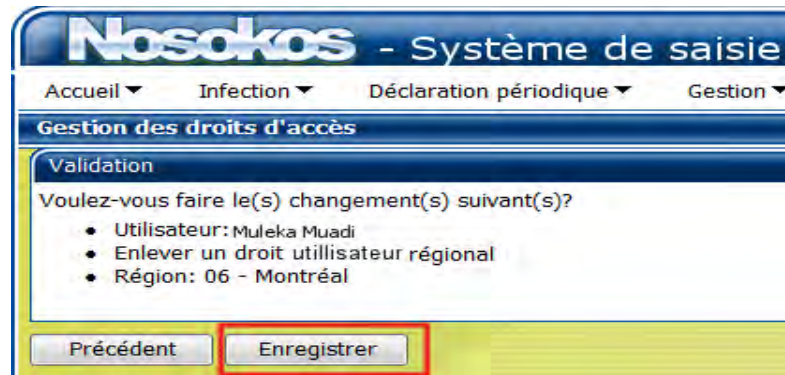 Nosokos - Système de saisie
Accueil▼ Infection▼ Déclaration périodique▼ Gestion▼
Gestion des droits d'accès
Validation
Voulez-vous faire le(s) changement(s) suivant(s)?
• Utilisateur: Muleka Muadi
• Enlever un droit utillisateur régional
• Région: 06 - Montréal
Précédent Enregistrer